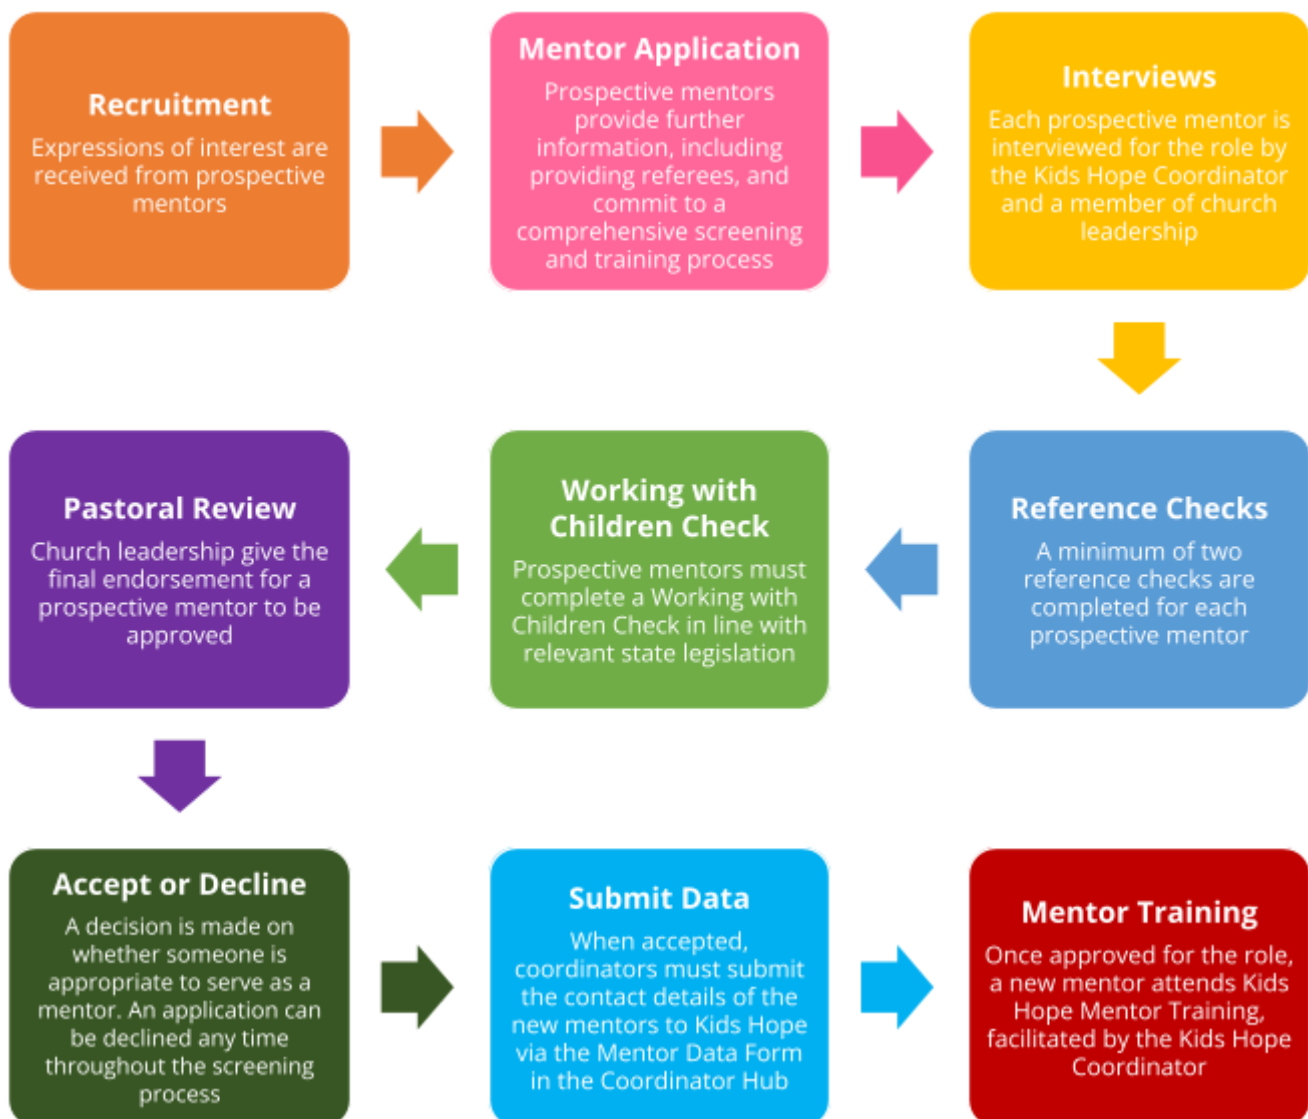 Recruitment
Expressions of interest are
received from prospective
mentors
Mentor Application
Prospective mentors
provide further
information, including
providing referees, and
commit to a
comprehensive screening
and training process
Interviews
Each prospective mentor is
interviewed for the role by
the Kids Hope Coordinator
and a member of church
leadership
Reference Checks
A minimum of two
reference checks are
completed for each
prospective mentor
Working with
Children Check
Prospective mentors must
complete a Working with
Children Check in line with
relevant state legislation
Pastoral Review
Church leadership give the
final endorsement for a
prospective mentor to be
approved
Accept or Decline
A decision is made on
whether someone is
appropriate to serve as a
mentor. An application can
be declined any time
throughout the screening
process
Submit Data
When accepted,
coordinators must submit
the contact details of the
new mentors to Kids Hope
via the Mentor Data Form
in the Coordinator Hub
Mentor Training
Once approved for the role,
a new mentor attends Kids
Hope Mentor Training,
facilitated by the Kids Hope
Coordinator